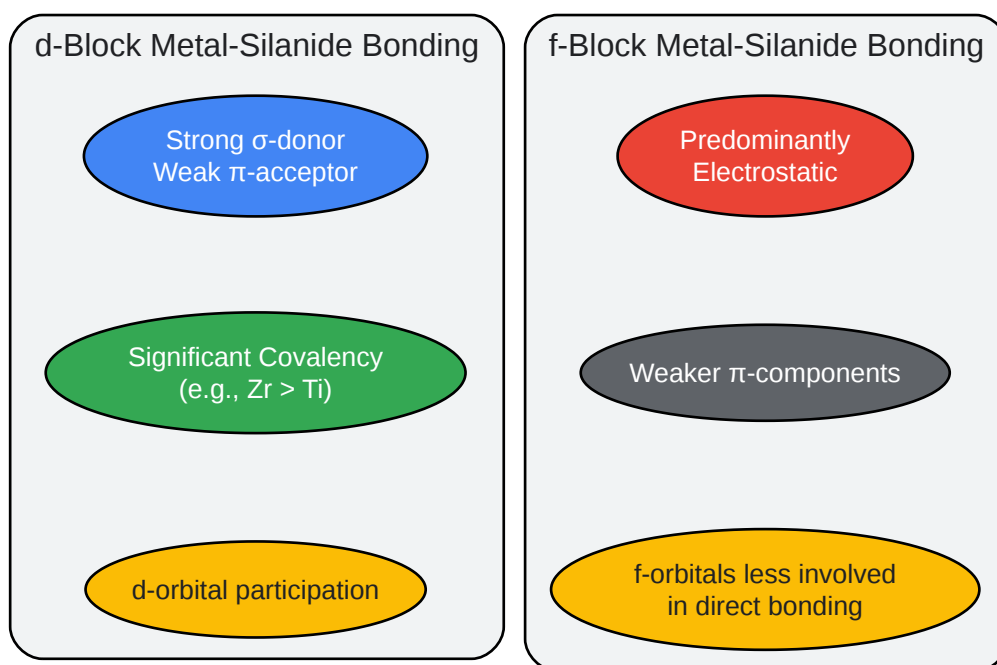 d-Block Metal-Silanide Bonding
Strong σ-donor
Weak π-acceptor
Significant Covalency
(e.g., Zr > Ti)
d-orbital participation
f-Block Metal-Silanide Bonding
Predominantly
Electrostatic
Weaker π-components
f-orbitals less involved
in direct bonding